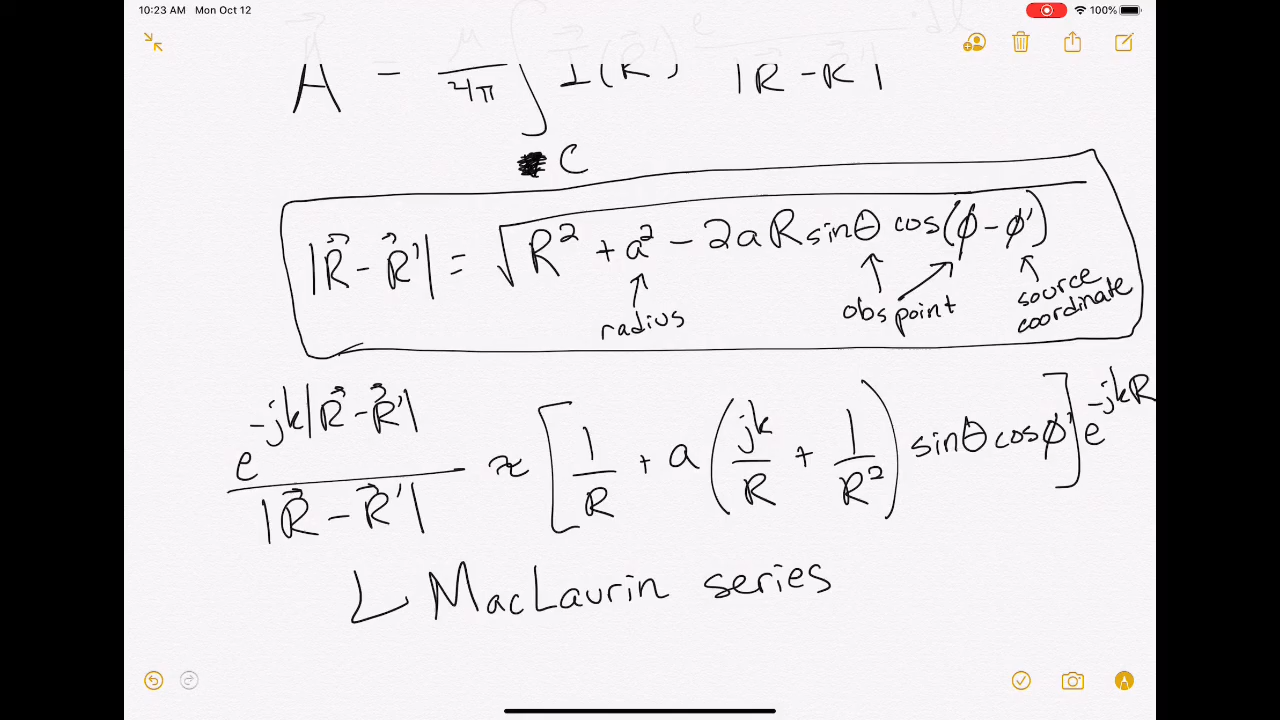 10:23 AM Mon Oct 12 100%
A = μ/4π ∫_C I(R') |R - R'|
|R⃗ - R⃗'| = √(R² + a² - 2aR sinθ cos(ϕ - ϕ'))
radius
obs point
source coordinate
e^(-jk|R⃗ - R⃗'|) / |R⃗ - R⃗'| ≈ [1/R + a(jk/R + 1/R²) sinθ cosϕ'] e^(-jkR)
MacLaurin series